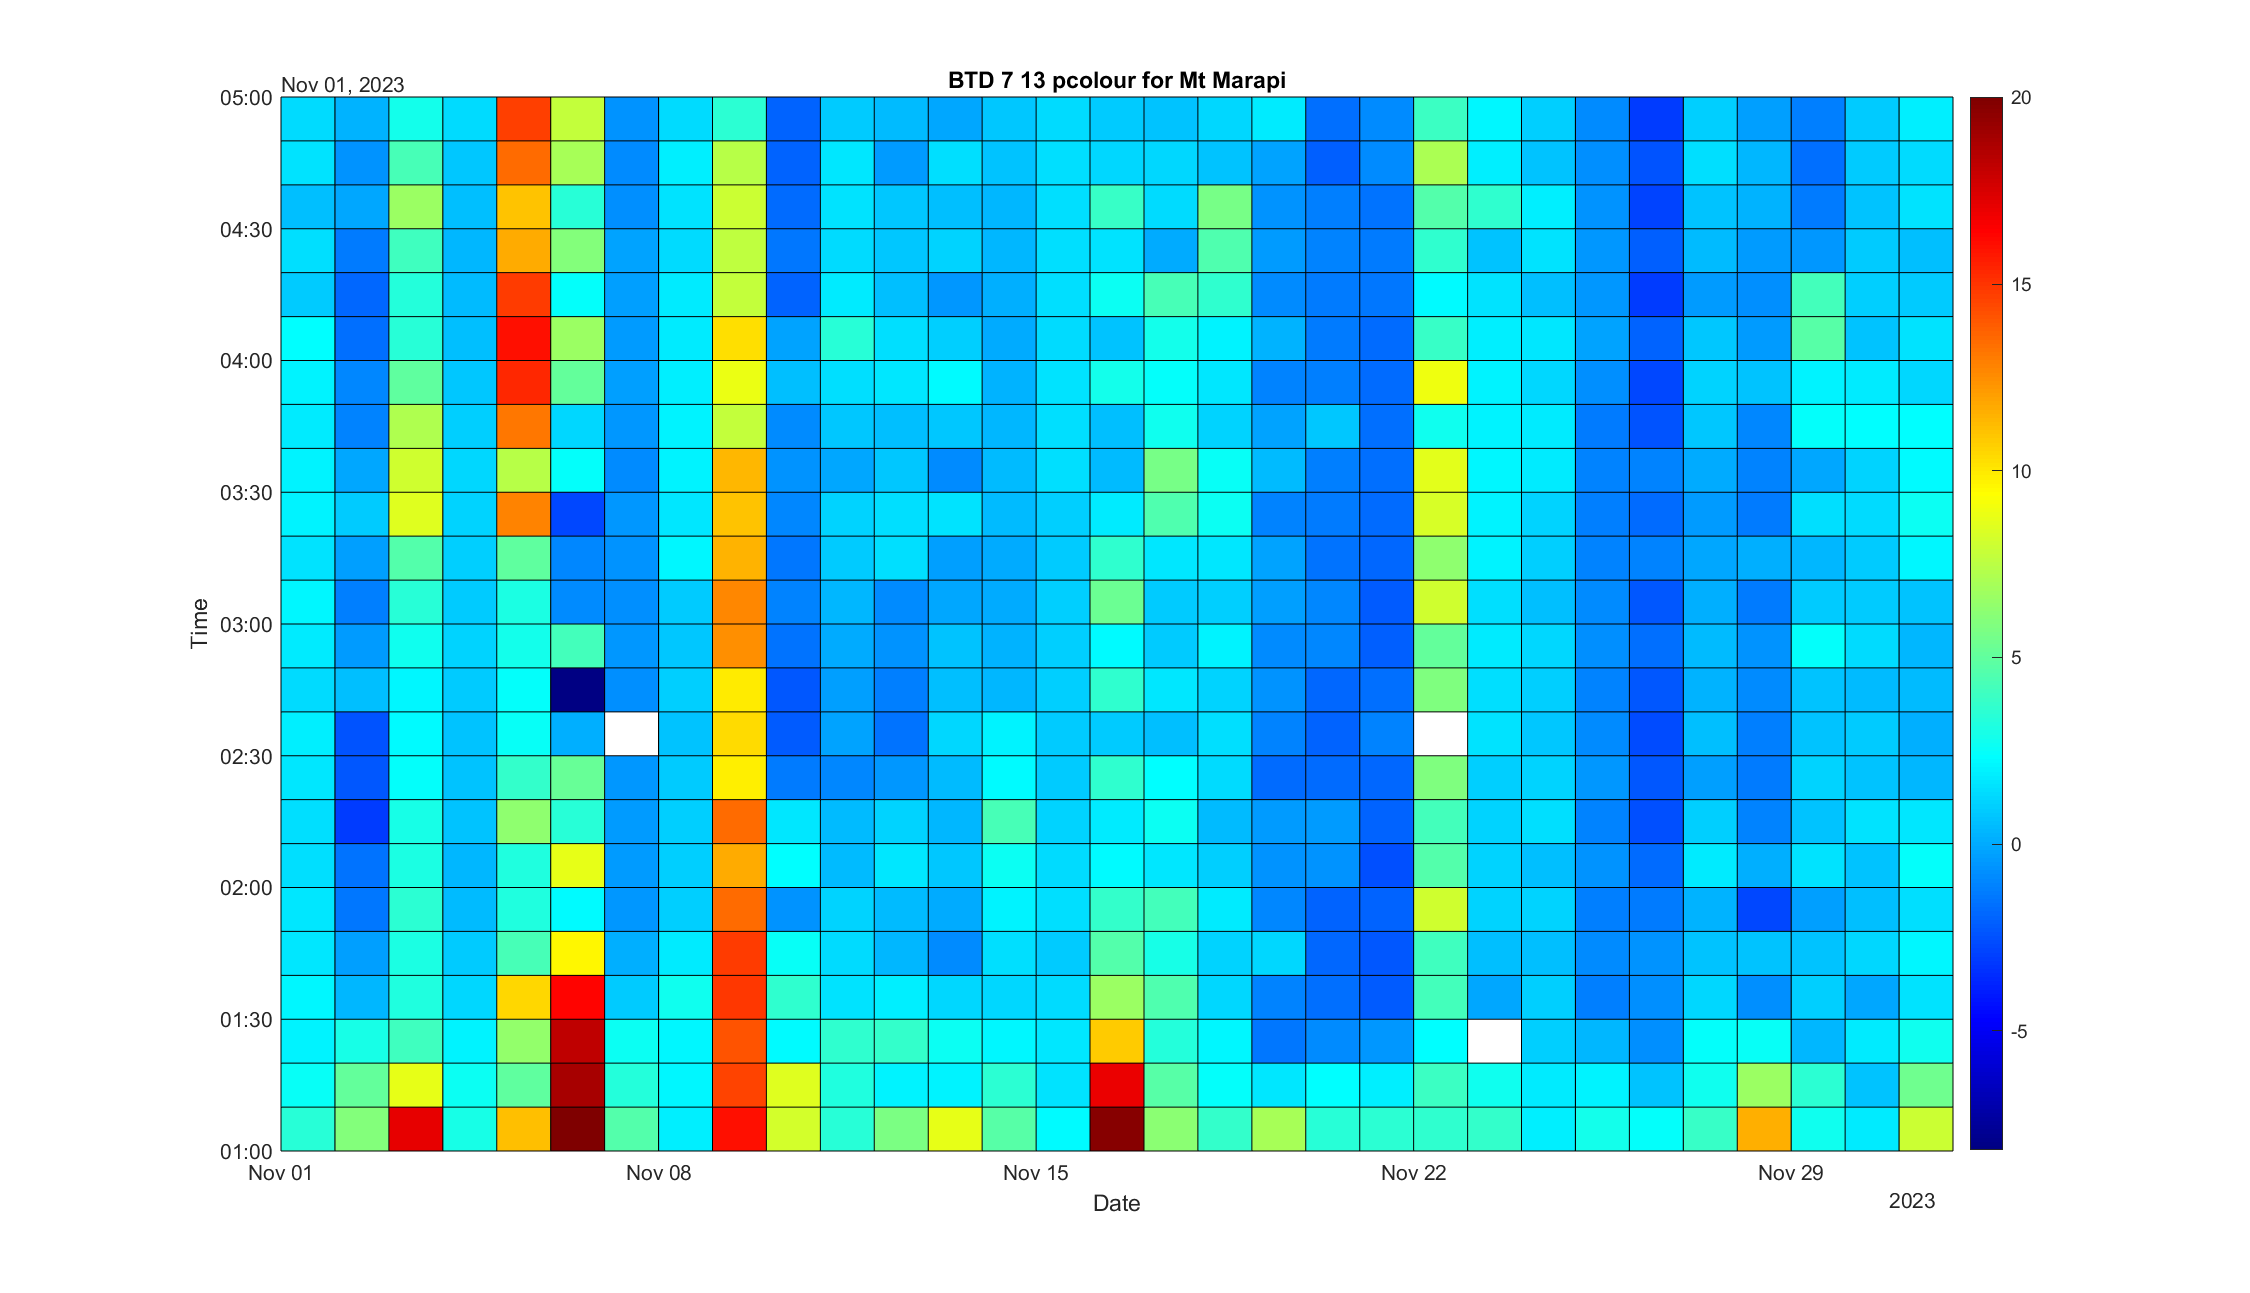 BTD 7 13 pcolour for Mt Marapi
Nov 01, 2023
05:00
04:30
04:00
03:30
03:00
02:30
02:00
01:30
01:00
Time
Nov 01
Nov 08
Nov 15
Nov 22
Nov 29
Date
2023
20
15
10
5
0
-5